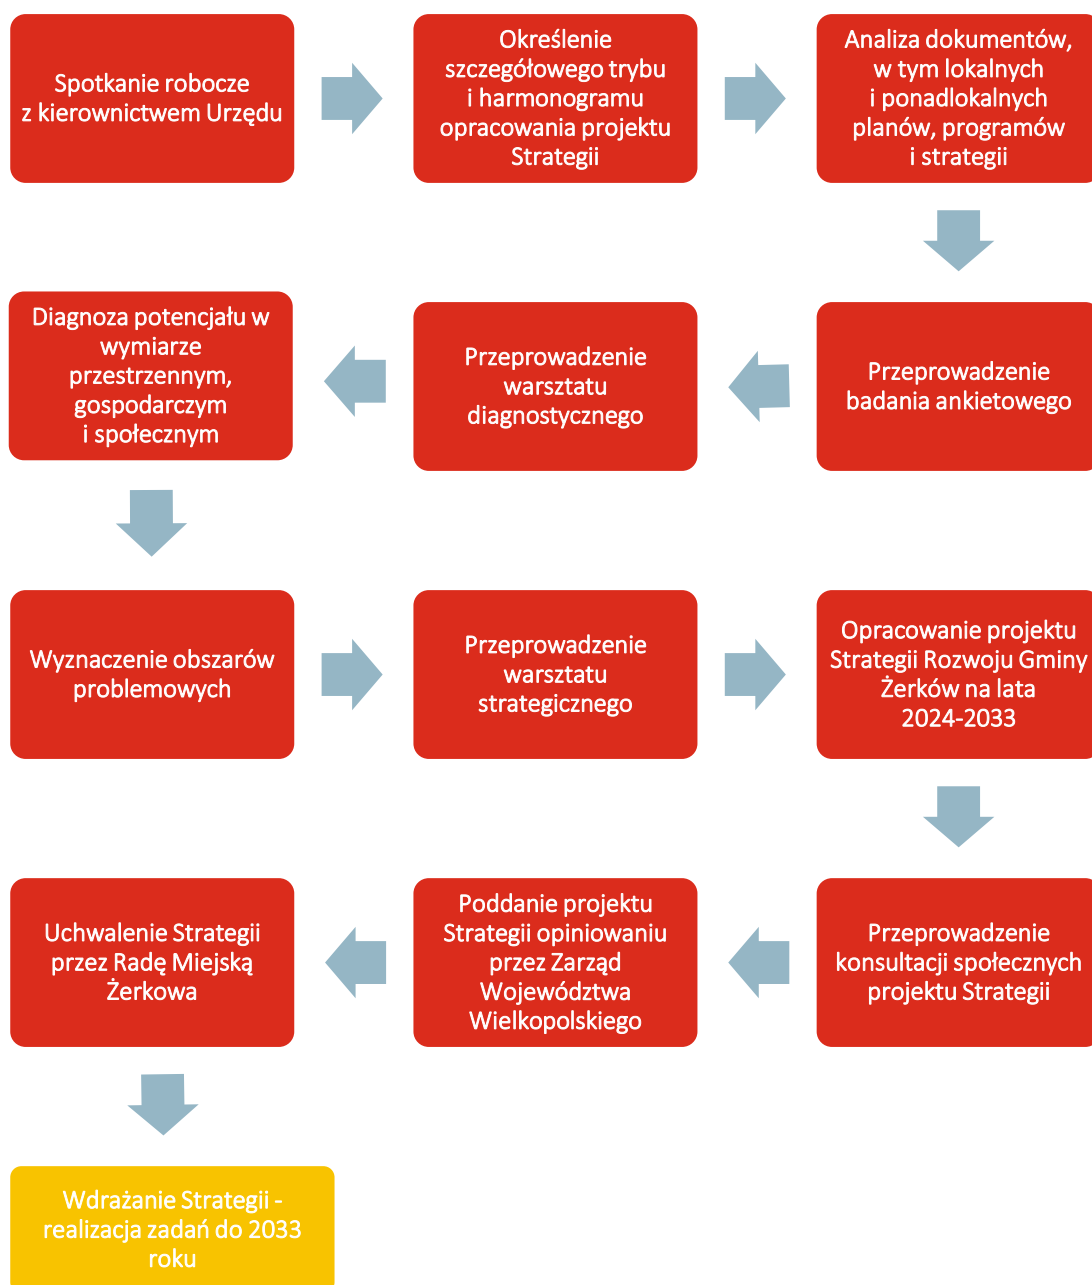 Spotkanie robocze
z kierownictwem Urzędu
Określenie
szczegółowego trybu
i harmonogramu
opracowania projektu
Strategii
Analiza dokumentów,
w tym lokalnych
i ponadlokalnych
planów, programów
i strategii
Przeprowadzenie
badania ankietowego
Przeprowadzenie
warsztatu
diagnostycznego
Diagnoza potencjału w
wymiarze
przestrzennym,
gospodarczym
i społecznym
Wyznaczenie obszarów
problemowych
Przeprowadzenie
warsztatu
strategicznego
Opracowanie projektu
Strategii Rozwoju Gminy
Żerków na lata
2024-2033
Przeprowadzenie
konsultacji społecznych
projektu Strategii
Poddanie projektu
Strategii opiniowaniu
przez Zarząd
Województwa
Wielkopolskiego
Uchwalenie Strategii
przez Radę Miejską
Żerkowa
Wdrażanie Strategii -
realizacja zadań do 2033
roku